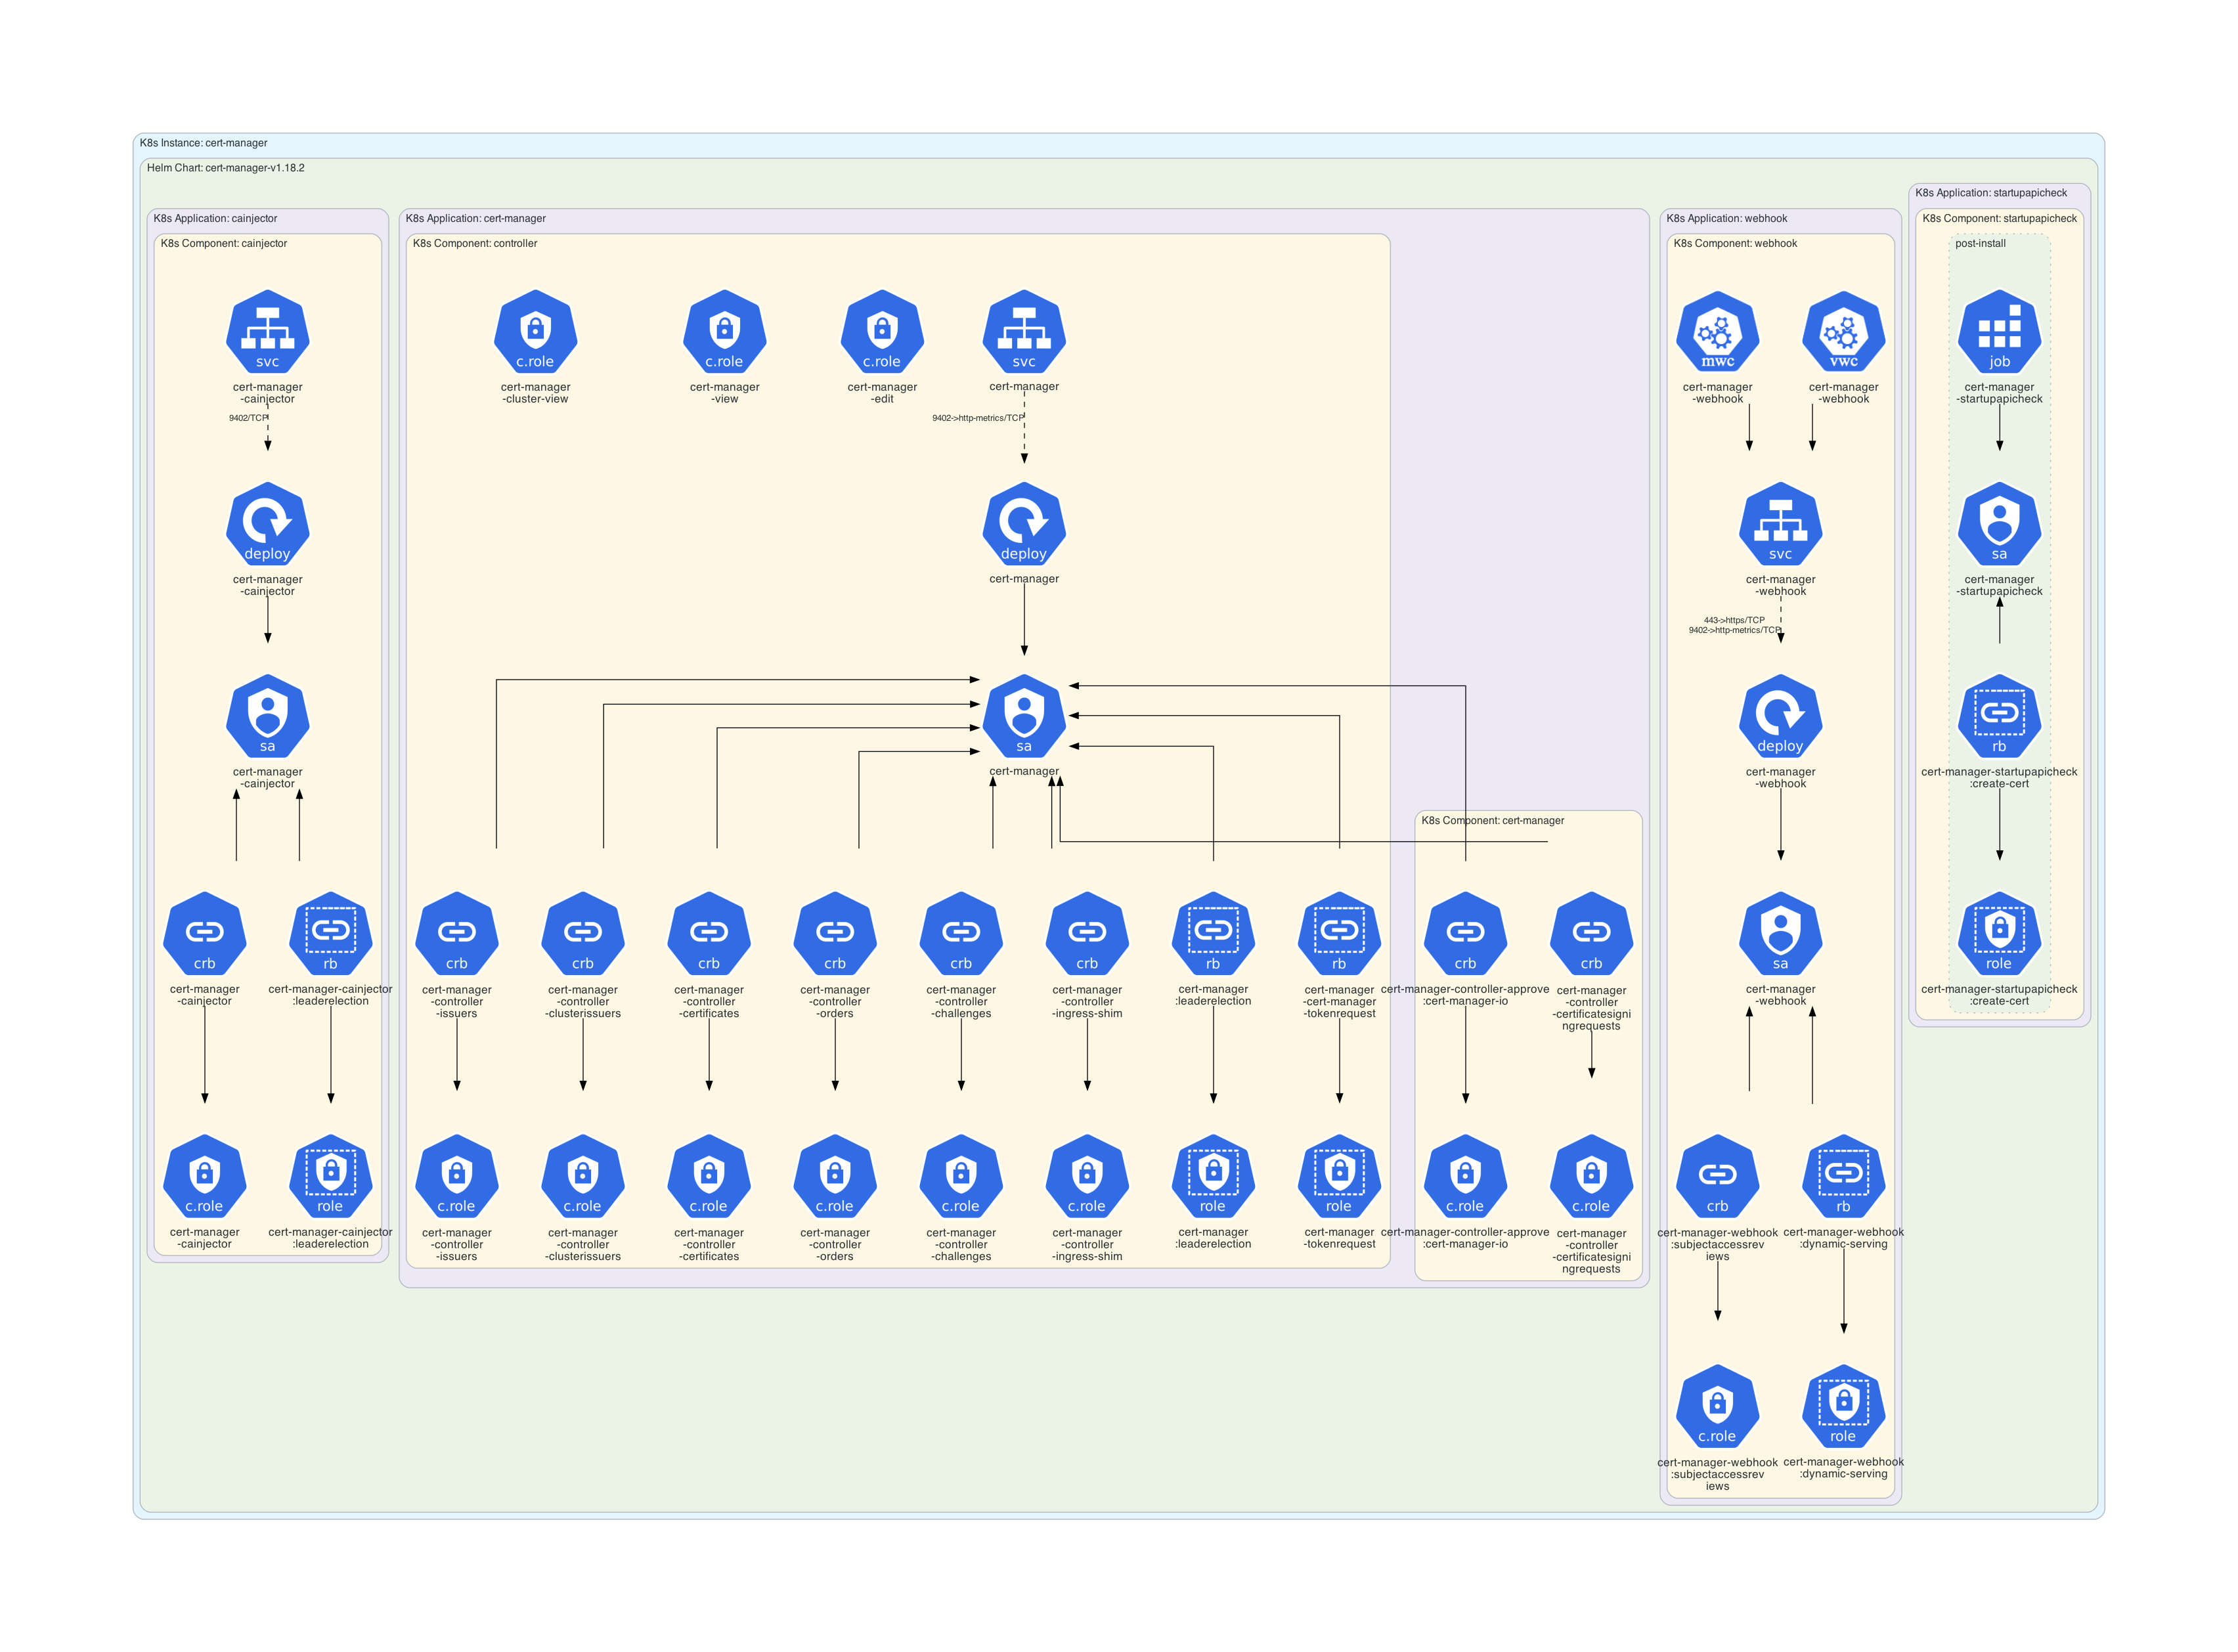 K8s Instance: cert-manager
Helm Chart: cert-manager-v1.18.2
K8s Application: cainjector
K8s Component: cainjector
svc
cert-manager
-cainjector
9402/TCP
deploy
cert-manager
-cainjector
sa
cert-manager
-cainjector
crb
cert-manager
-cainjector
rb
cert-manager-cainjector
:leaderelection
c.role
cert-manager
-cainjector
role
cert-manager-cainjector
:leaderelection
K8s Application: cert-manager
K8s Component: controller
c.role
cert-manager
-cluster-view
c.role
cert-manager
-view
c.role
cert-manager
-edit
svc
cert-manager
9402->http-metrics/TCP
deploy
cert-manager
sa
cert-manager
crb
cert-manager
-controller
-issuers
crb
cert-manager
-controller
-clusterissuers
crb
cert-manager
-controller
-certificates
crb
cert-manager
-controller
-orders
crb
cert-manager
-controller
-challenges
crb
cert-manager
-controller
-ingress-shim
rb
cert-manager
:leaderelection
rb
cert-manager
-cert-manager
-tokenrequest
c.role
cert-manager
-controller
-issuers
c.role
cert-manager
-controller
-clusterissuers
c.role
cert-manager
-controller
-certificates
c.role
cert-manager
-controller
-orders
c.role
cert-manager
-controller
-challenges
c.role
cert-manager
-controller
-ingress-shim
role
cert-manager
:leaderelection
role
cert-manager
-tokenrequest
K8s Component: cert-manager
crb
cert-manager-controller-approve
:cert-manager-io
crb
cert-manager
-controller
-certificatesigni
ngrequests
c.role
cert-manager-controller-approve
:cert-manager-io
c.role
cert-manager
-controller
-certificatesigni
ngrequests
K8s Application: webhook
K8s Component: webhook
mwc
cert-manager
-webhook
vwc
cert-manager
-webhook
svc
cert-manager
-webhook
443->https/TCP
9402->http-metrics/TCP
deploy
cert-manager
-webhook
sa
cert-manager
-webhook
crb
cert-manager-webhook
:subjectaccessrev
iews
rb
cert-manager-webhook
:dynamic-serving
c.role
cert-manager-webhook
:subjectaccessrev
iews
role
cert-manager-webhook
:dynamic-serving
K8s Application: startupapicheck
K8s Component: startupapicheck
post-install
job
cert-manager
-startupapicheck
sa
cert-manager
-startupapicheck
rb
cert-manager-startupapicheck
:create-cert
role
cert-manager-startupapicheck
:create-cert